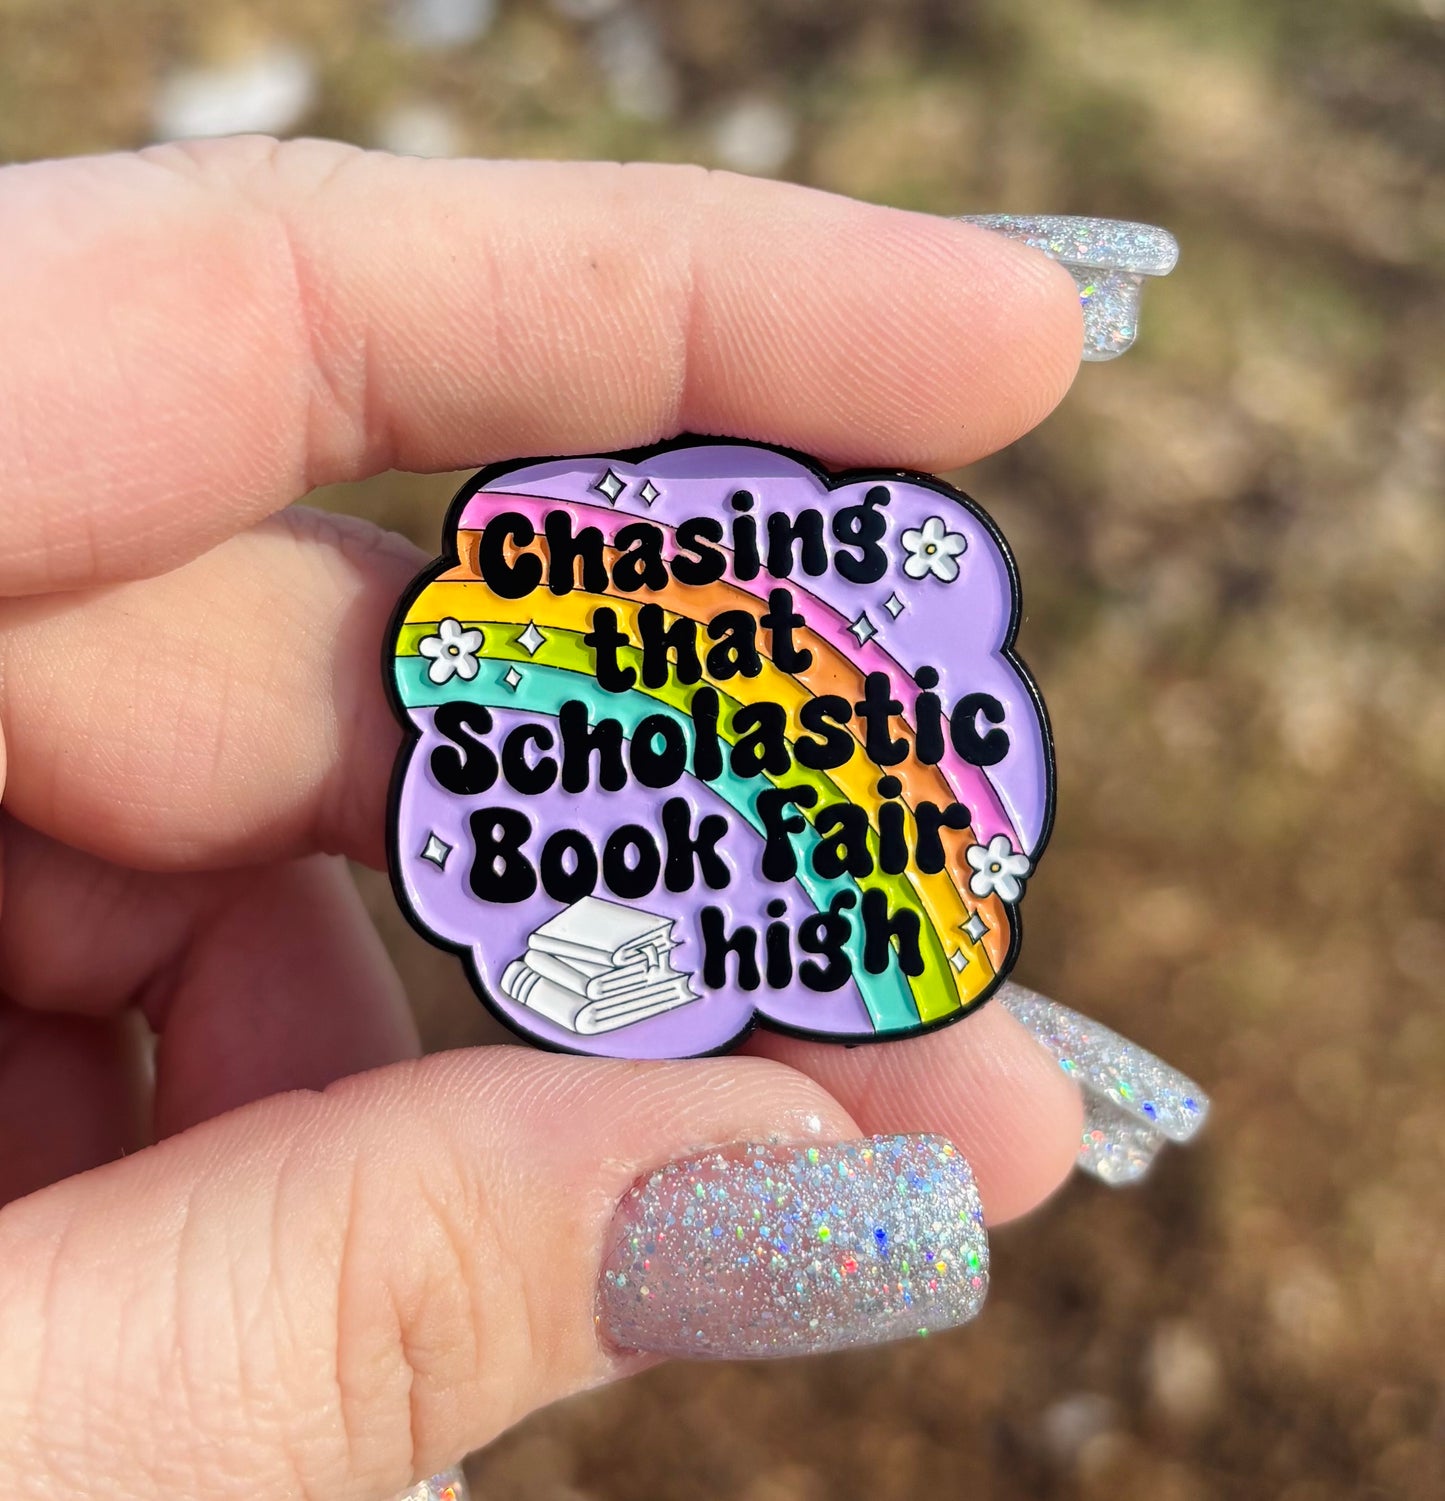 Chasing
that
Scholastic
Book Fair
high